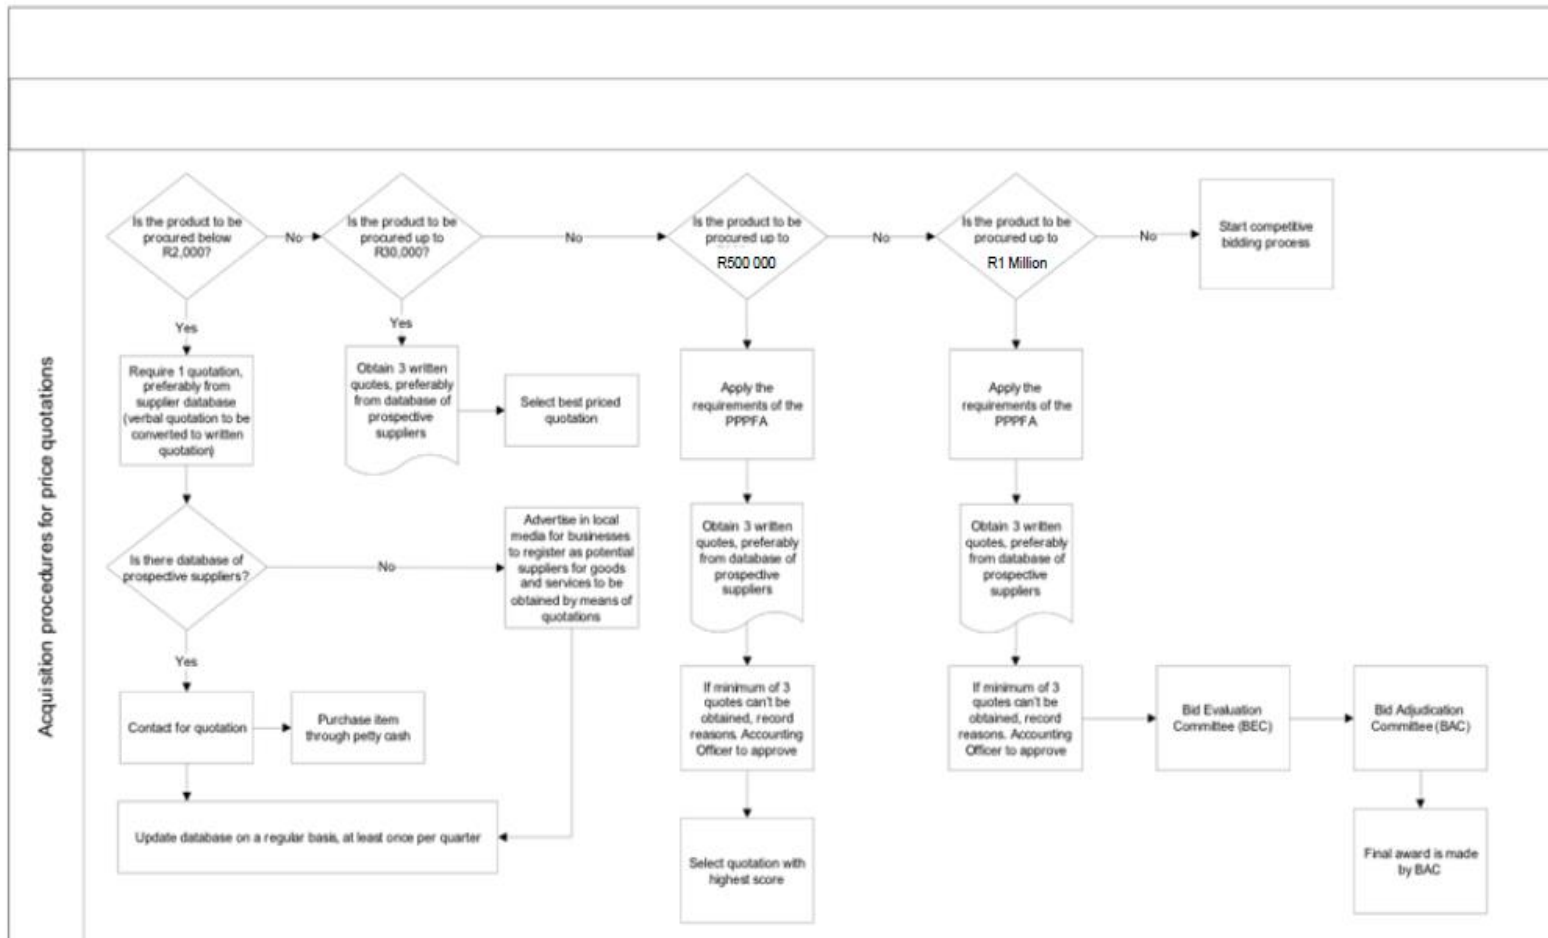 Acquisition procedures for price quotations
Is the product to be
procured below
R2,000?
No
Is the product to be
procured up to
R30,000?
No
Is the product to be
procured up to
R500 000
No
Is the product to be
procured up to
R1 Million
No
Start competitive
bidding process
Yes
Yes
Require 1 quotation,
preferably from
supplier database
(verbal quotation to be
converted to written
quotation)
Obtain 3 written
quotes, preferably
from database of
prospective
suppliers
Select best priced
quotation
Apply the
requirements of the
PPPFA
Apply the
requirements of the
PPPFA
Is there database of
prospective suppliers?
No
Advertise in local
media for businesses
to register as potential
suppliers for goods
and services to be
obtained by means of
quotations
Obtain 3 written
quotes, preferably
from database of
prospective
suppliers
Obtain 3 written
quotes, preferably
from database of
prospective
suppliers
Yes
Contact for quotation
Purchase item
through petty cash
If minimum of 3
quotes can't be
obtained, record
reasons. Accounting
Officer to approve
If minimum of 3
quotes can't be
obtained, record
reasons. Accounting
Officer to approve
Bid Evaluation
Committee (BEC)
Bid Adjudication
Committee (BAC)
Update database on a regular basis, at least once per quarter
Select quotation with
highest score
Final award is made
by BAC